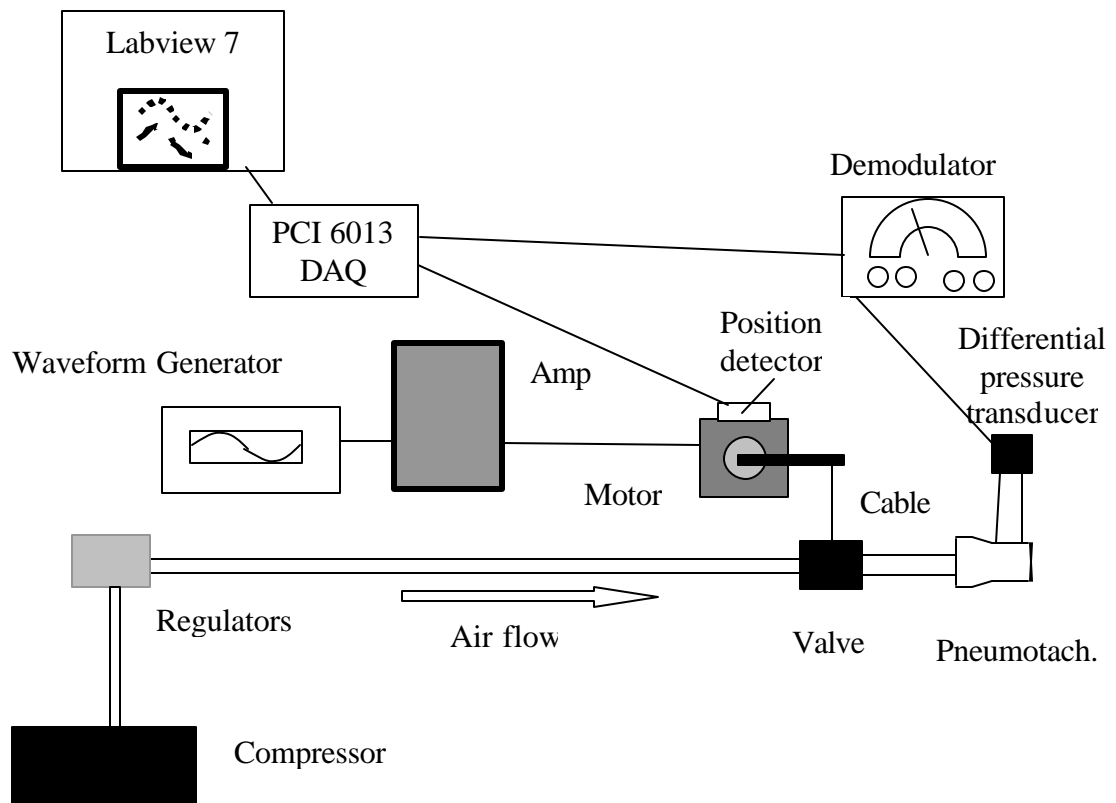 Labview 7
Demodulator
PCI 6013
DAQ
Position
detector
Differential
pressure
transducer
Waveform Generator
Amp
Motor
Cable
Regulators
Air flow
Valve
Pneumotach.
Compressor